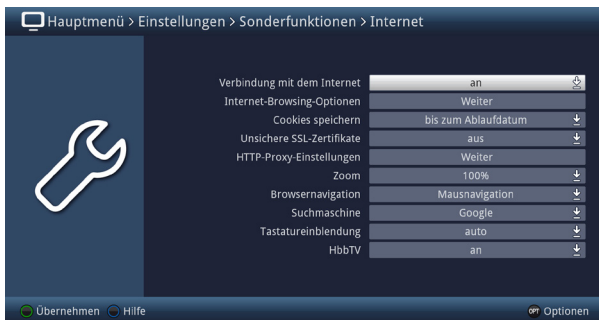 Hauptmenü > Einstellungen > Sonderfunktionen > Internet
Verbindung mit dem Internet an
Internet-Browsing-Optionen Weiter
Cookies speichern bis zum Ablaufdatum
Unsichere SSL-Zertifikate aus
HTTP-Proxy-Einstellungen Weiter
Zoom 100%
Browsernavigation Mausnavigation
Suchmaschine Google
Tastatureinblendung auto
HbbTV an
Übernehmen Hilfe OPT Optionen